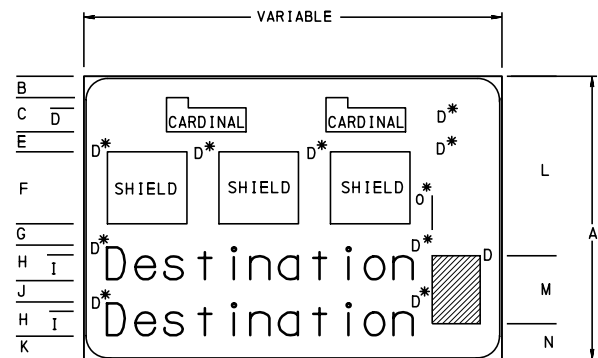 VARIABLE
B
C D
CARDINAL CARDINAL D*
E
D* D* D* D*
F SHIELD SHIELD SHIELD L
O*
A
G
D* D*
H I Destination D
J M
D* D*
H I Destination
K N